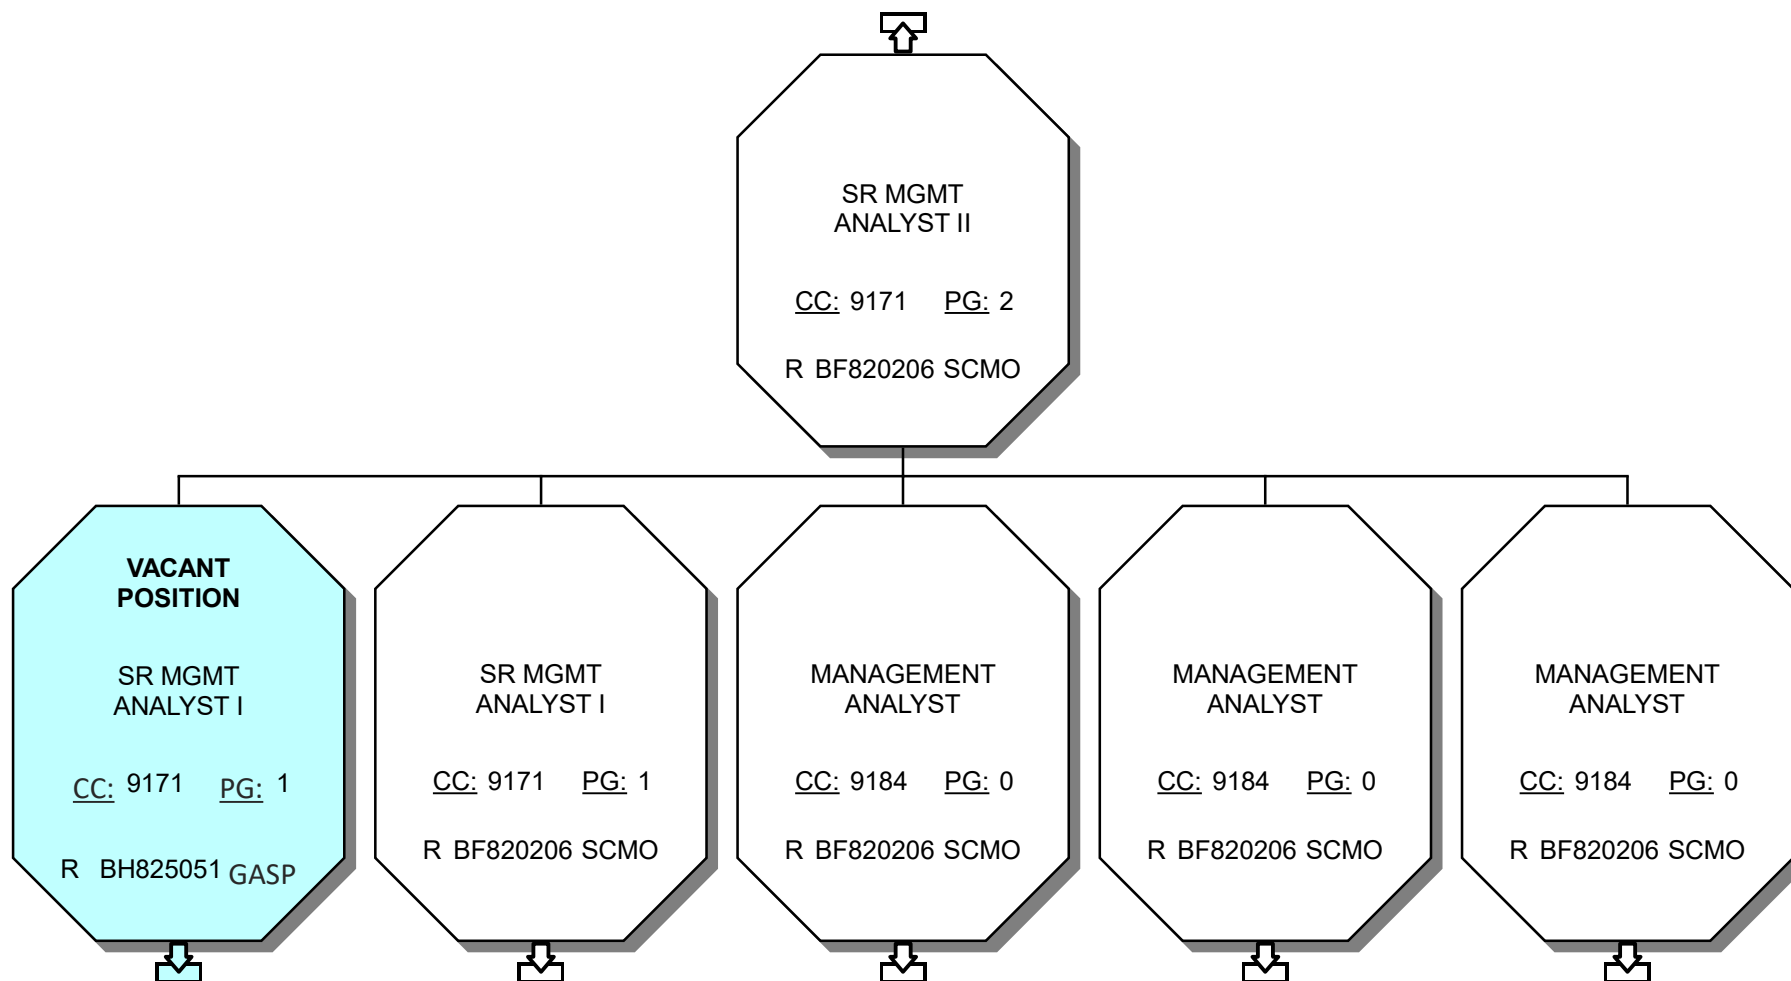 SR MGMT
ANALYST II
CC: 9171 PG: 2
R BF820206 SCMO
VACANT
POSITION
SR MGMT
ANALYST I
CC: 9171 PG: 1
R BH825051 GASP
SR MGMT
ANALYST I
CC: 9171 PG: 1
R BF820206 SCMO
MANAGEMENT
ANALYST
CC: 9184 PG: 0
R BF820206 SCMO
MANAGEMENT
ANALYST
CC: 9184 PG: 0
R BF820206 SCMO
MANAGEMENT
ANALYST
CC: 9184 PG: 0
R BF820206 SCMO